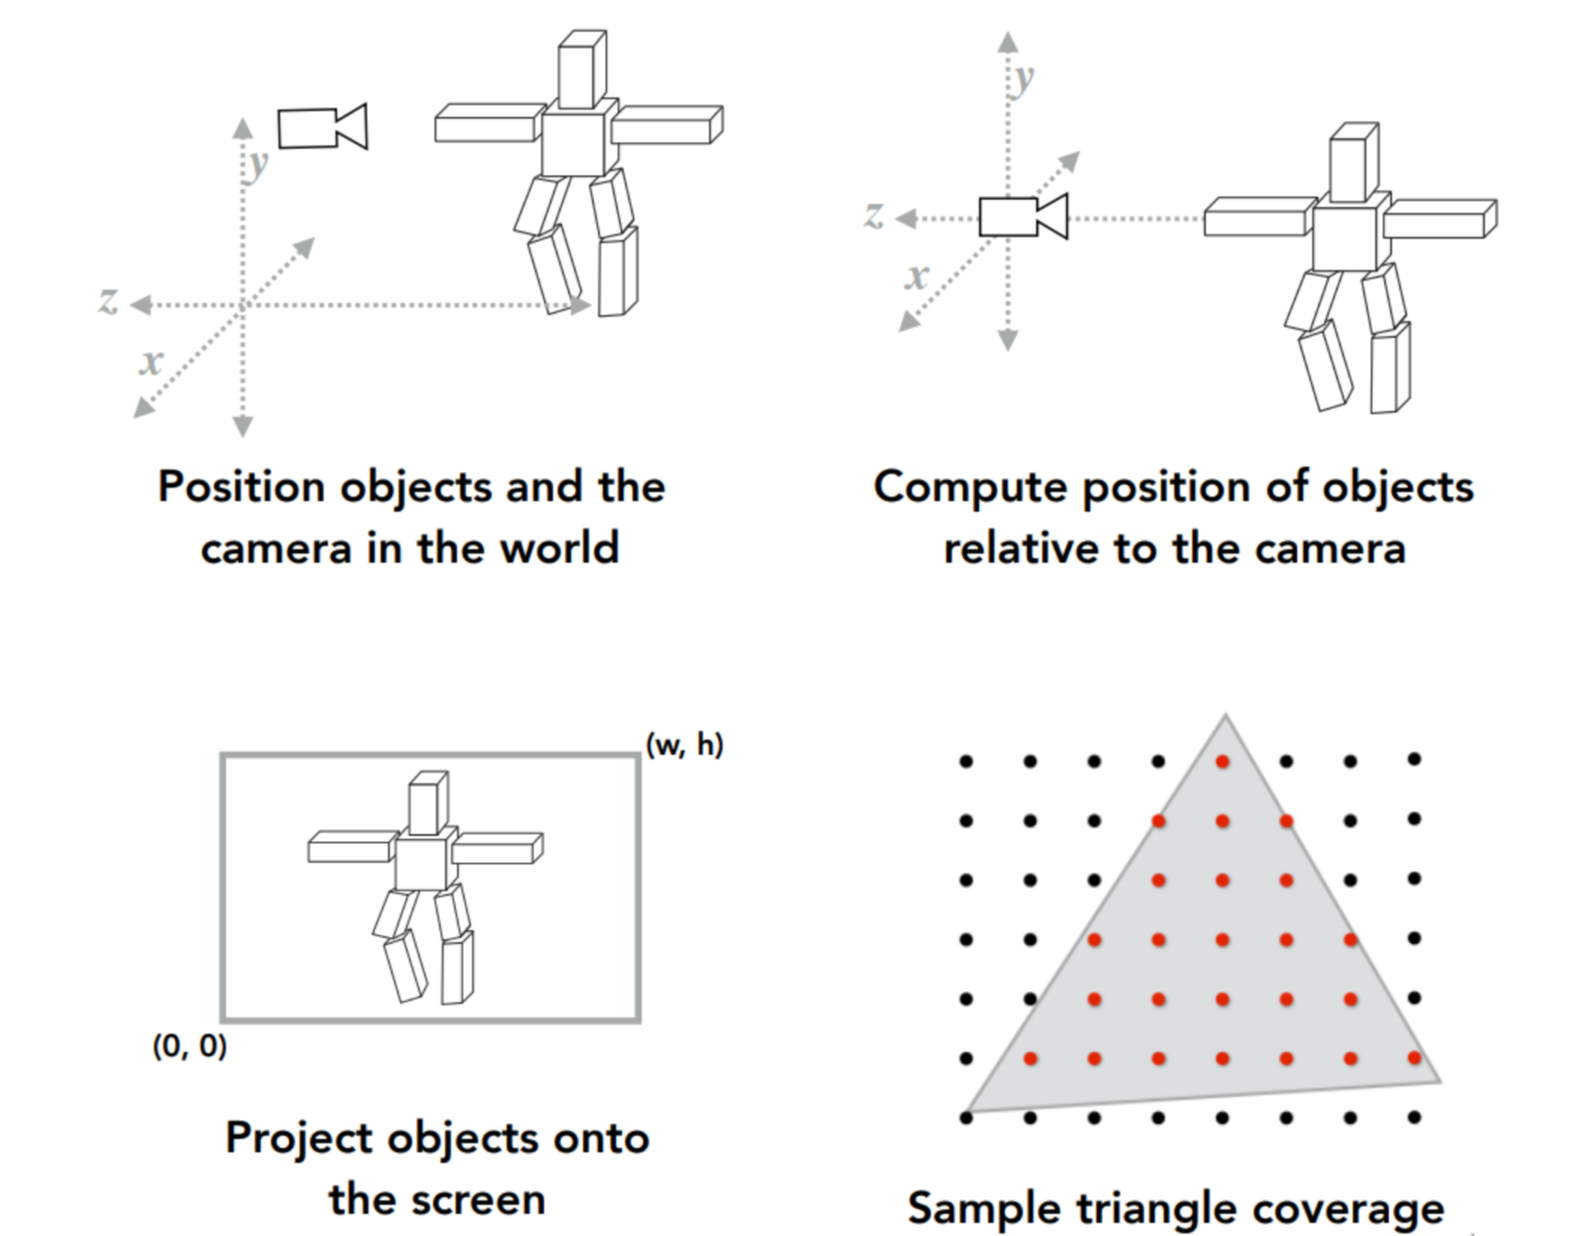 y
z
x
Position objects and the
camera in the world
y
z
x
Compute position of objects
relative to the camera
(w, h)
(0, 0)
Project objects onto
the screen
Sample triangle coverage